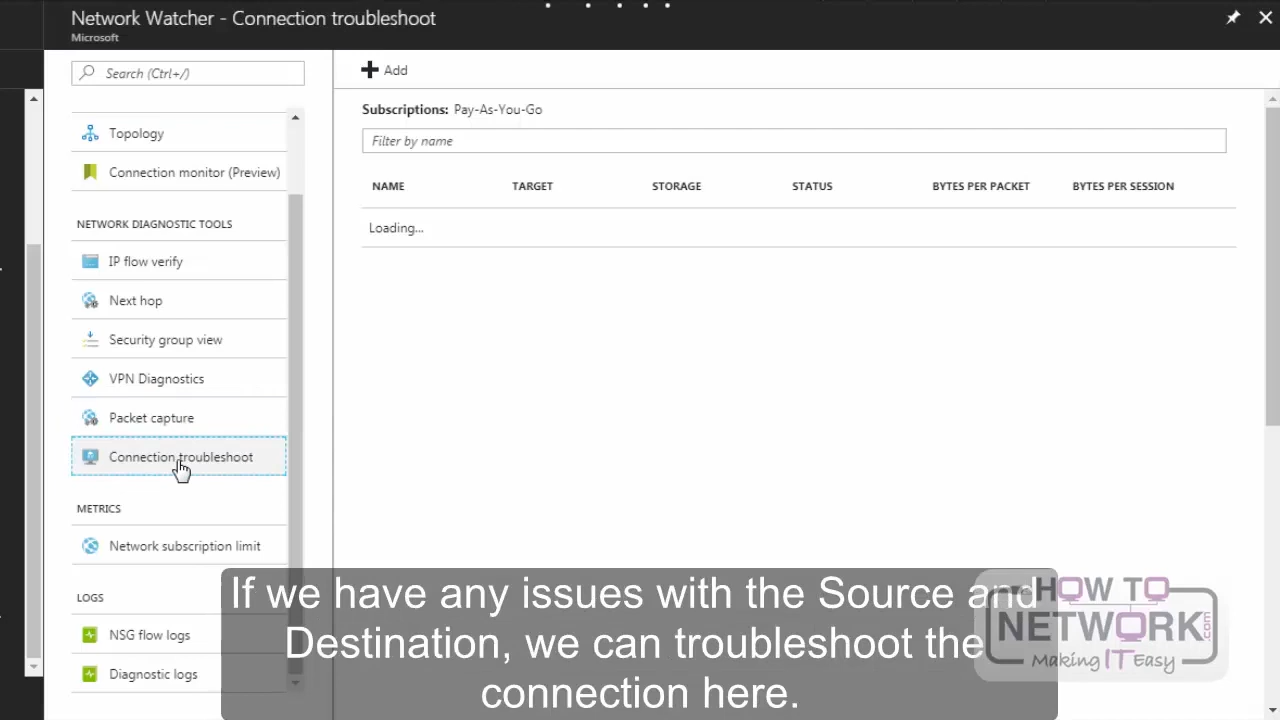 Network Watcher - Connection troubleshoot
Microsoft
Search (Ctrl+/)
Topology
Connection monitor (Preview)
NETWORK DIAGNOSTIC TOOLS
IP flow verify
Next hop
Security group view
VPN Diagnostics
Packet capture
Connection troubleshoot
METRICS
Network subscription limit
LOGS
NSG flow logs
Diagnostic logs
Add
Subscriptions: Pay-As-You-Go
Filter by name
NAME TARGET STORAGE STATUS BYTES PER PACKET BYTES PER SESSION
Loading...
If we have any issues with the Source and
Destination, we can troubleshoot the
connection here.
HOW TO
NETWORK.com
Making IT Easy